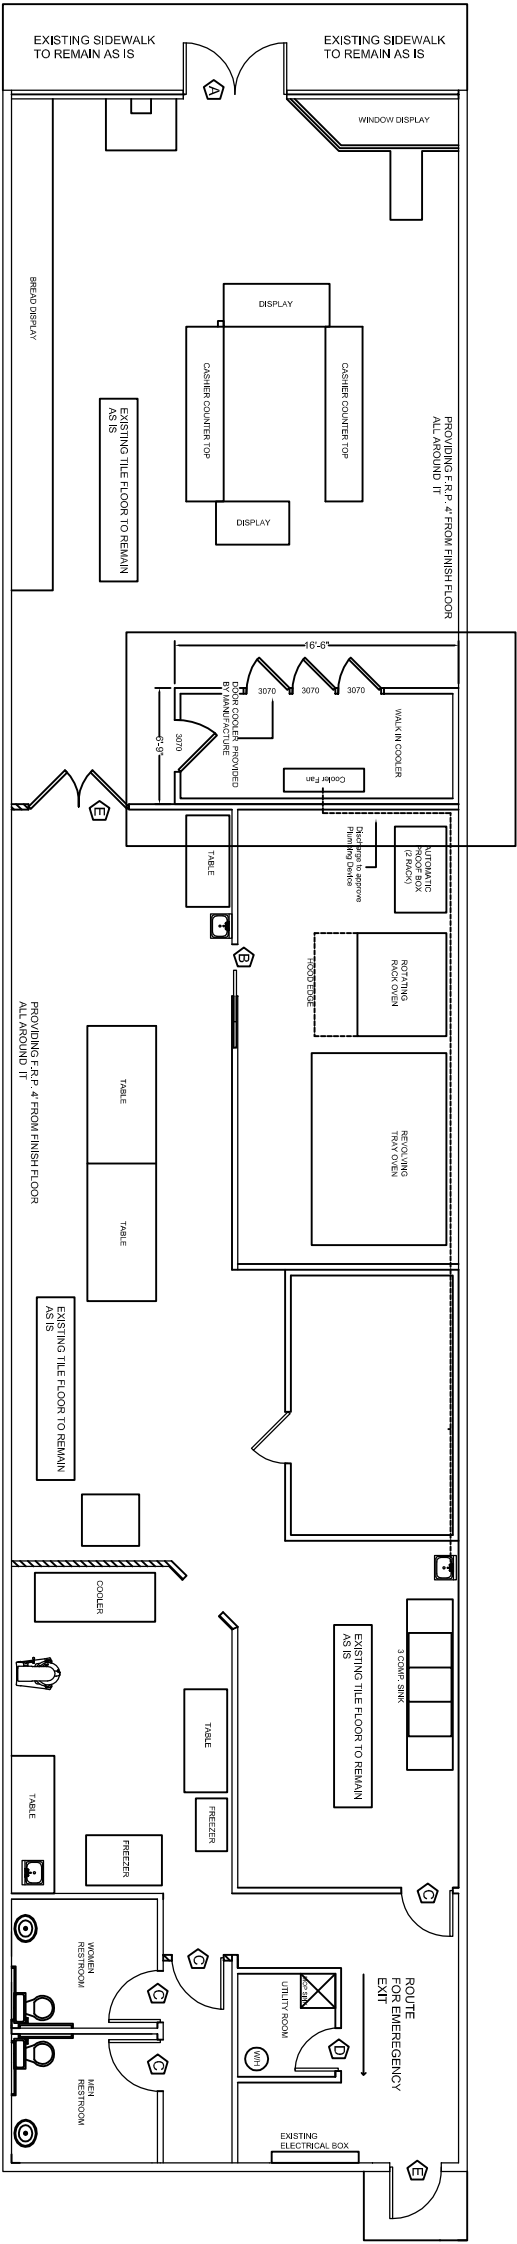 EXISTING SIDEWALK
TO REMAIN AS IS
EXISTING SIDEWALK
TO REMAIN AS IS
A
WINDOW DISPLAY
BREAD DISPLAY
DISPLAY
CASHIER COUNTER TOP
CASHIER COUNTER TOP
DISPLAY
EXISTING TILE FLOOR TO REMAIN
AS IS
PROVIDING F.R.P. 4' FROM FINISH FLOOR
ALL AROUND IT
16'-6"
3070
3070
3070
DOOR COOLER PROVIDED
BY MANUFACTURE
WALK IN COOLER
6'-9"
3070
Cooler Fan
E
TABLE
Discharge to approve
Plumbing Device
AUTOMATIC
PROOF BOX
(2 RACK)
B
HOOD EDGE
ROTATING
RACK OVEN
PROVIDING F.R.P. 4' FROM FINISH FLOOR
ALL AROUND IT
TABLE
TABLE
REVOLVING
TRAY OVEN
EXISTING TILE FLOOR TO REMAIN
AS IS
COOLER
EXISTING TILE FLOOR TO REMAIN
AS IS
3 COMP. SINK
TABLE
FREEZER
TABLE
FREEZER
C
WOMEN
RESTROOM
C
C
C
MEN
RESTROOM
MOP SINK
UTILITY ROOM
W/H
D
ROUTE
FOR EMEREGENCY
EXIT
EXISTING
ELECTRICAL BOX
E